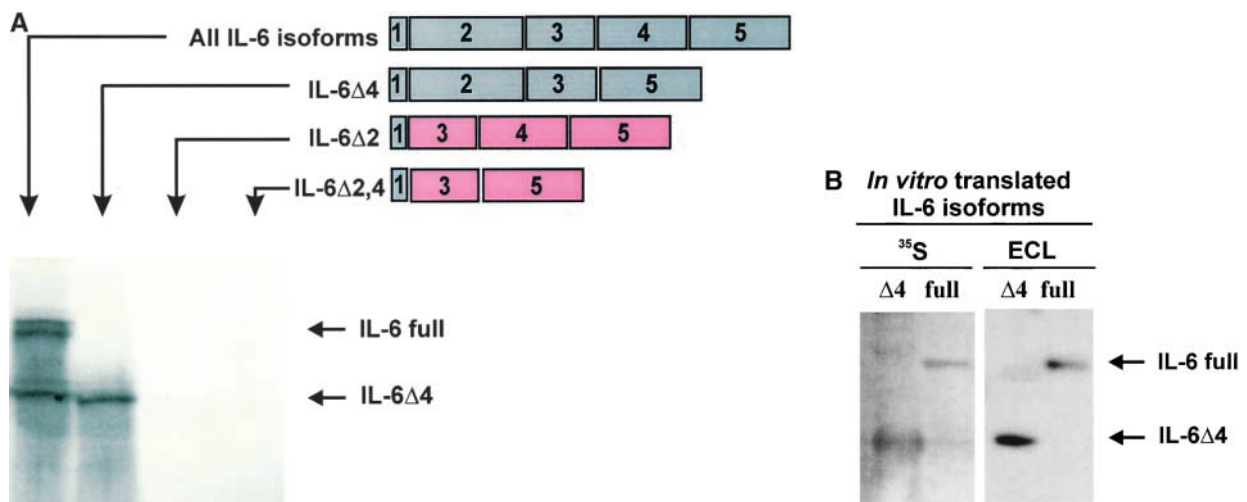 A
All IL-6 isoforms 1 2 3 4 5
IL-6Δ4 1 2 3 5
IL-6Δ2 1 3 4 5
IL-6Δ2,4 1 3 5
IL-6 full
IL-6Δ4
B In vitro translated
IL-6 isoforms
³⁵S ECL
Δ4 full Δ4 full
IL-6 full
IL-6Δ4